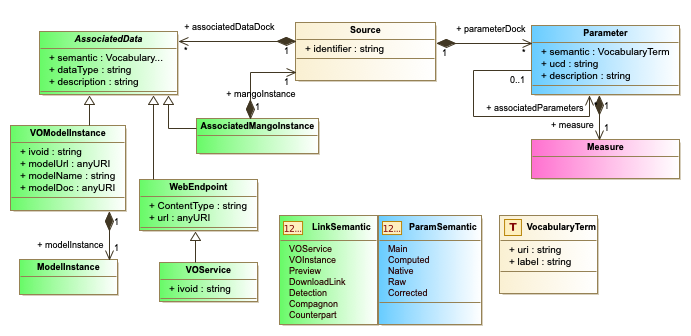 AssociatedData
+ semantic : Vocabulary...
+ dataType : string
+ description : string
+ associatedDataDock
*
1
Source
+ identifier : string
+ parameterDock
1
*
Parameter
+ semantic : VocabularyTerm
+ ucd : string
+ description : string
0..1
+ associatedParameters
1
+ measure
1
Measure
1
+ mangoInstance
1
AssociatedMangoInstance
VOModelInstance
+ ivoid : string
+ modelUrl : anyURI
+ modelName : string
+ modelDoc : anyURI
1
+ modelInstance
1
ModelInstance
WebEndpoint
+ ContentType : string
+ url : anyURI
VOService
+ ivoid : string
12...
LinkSemantic
VOService
VOInstance
Preview
DownloadLink
Detection
Compagnon
Counterpart
12...
ParamSemantic
Main
Computed
Native
Raw
Corrected
T
VocabularyTerm
+ uri : string
+ label : string